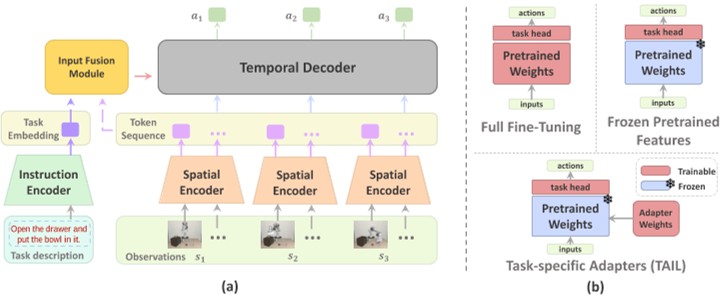 a1
a2
a3
Input Fusion
Module
Temporal Decoder
Task
Embedding
Token
Sequence
Instruction
Encoder
Spatial
Encoder
Spatial
Encoder
Spatial
Encoder
Open the drawer and
put the bowl in it.
Task description
Observations
s1
s2
s3
(a)
actions
task head
Pretrained
Weights
inputs
Full Fine-Tuning
actions
task head
Pretrained
Weights
inputs
Frozen Pretrained
Features
actions
task head
Pretrained
Weights
inputs
Adapter
Weights
Trainable
Frozen
Task-specific Adapters (TAIL)
(b)